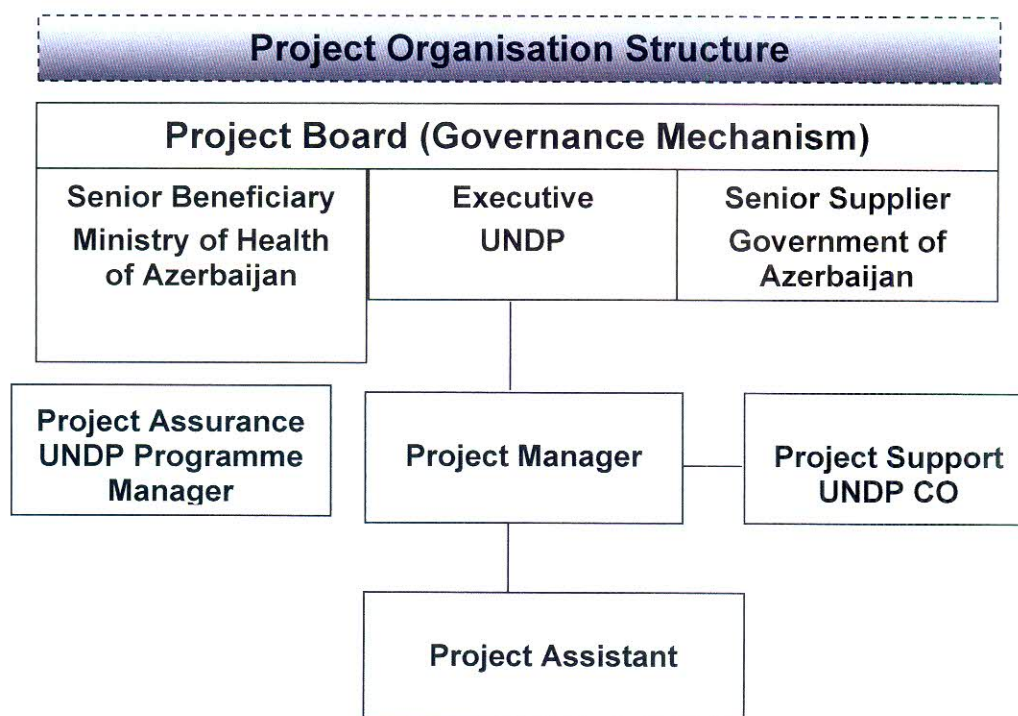 Project Organisation Structure
Project Board (Governance Mechanism)
Senior Beneficiary
Ministry of Health
of Azerbaijan
Executive
UNDP
Senior Supplier
Government of
Azerbaijan
Project Assurance
UNDP Programme
Manager
Project Manager
Project Support
UNDP CO
Project Assistant